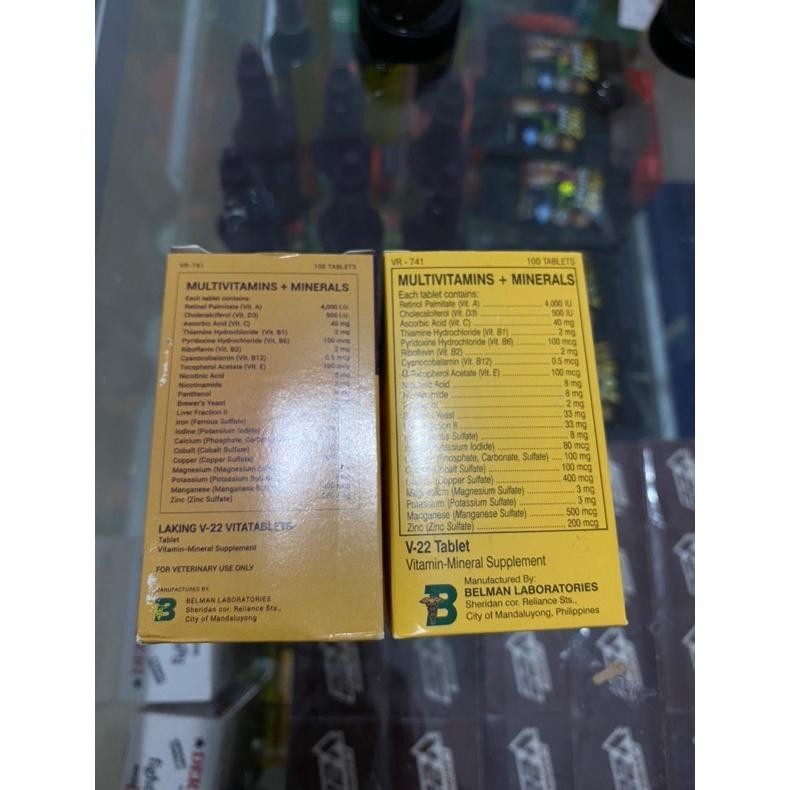 VR-741 100 TABLETS
MULTIVITAMINS + MINERALS
Each tablet contains:
Retinol Palmitate (Vit. A) 4,000 I.U.
Cholecalciferol (Vit. D3) 500 I.U.
Ascorbic Acid (Vit. C) 40 mg
Thiamine Hydrochloride (Vit. B1) 2 mg
Pyridoxine Hydrochloride (Vit. B6) 100 mcg
Riboflavin (Vit. B2) 2 mg
Cyanocobalamin (Vit. B12) 0.5 mcg
Tocopherol Acetate (Vit. E) 100 mcg
Nicotinic Acid
Nicotinamide
Panthenol
Brewer's Yeast
Liver Fraction II
Iron (Ferrous Sulfate)
Iodine (Potassium Iodide)
Calcium (Phosphate,
Cobalt (Cobalt Sulfate)
Copper (Copper Sulfate)
Magnesium (Magnesium
Potassium (Potassium
Manganese (Manganese
Zinc (Zinc Sulfate)
LAKING V-22 VITATABLETS
Tablet
Vitamin-Mineral Supplement
FOR VETERINARY USE ONLY
MANUFACTURED BY:
BELMAN LABORATORIES
Sheridan cor. Reliance Sts.,
City of Mandaluyong
VR - 741 100 TABLETS
MULTIVITAMINS + MINERALS
Each tablet contains:
Retinol Palmitate (Vit. A) 4,000 IU
Cholecalciferol (Vit. D3) 500 IU
Ascorbic Acid (Vit. C) 40 mg
Thiamine Hydrochloride (Vit. B1) 2 mg
Pyridoxine Hydrochloride (Vit. B6) 100 mcg
Riboflavin (Vit. B2) 2 mg
Cyanocobalamin (Vit. B12) 0.5 mcg
Tocopherol Acetate (Vit. E) 100 mcg
Acid 8 mg
8 mg
2 mg
Yeast 33 mg
II 33 mg
Sulfate) 8 mg
Iodide) 80 mcg
Carbonate, Sulfate) 100 mg
Sulfate) 100 mcg
(Copper Sulfate) 400 mcg
(Magnesium Sulfate) 3 mg
Potassium (Potassium Sulfate) 3 mg
Manganese (Manganese Sulfate) 500 mcg
Zinc (Zinc Sulfate) 200 mcg
V-22 Tablet
Vitamin-Mineral Supplement
Manufactured By:
BELMAN LABORATORIES
Sheridan cor. Reliance Sts.,
City of Mandaluyong, Philippines